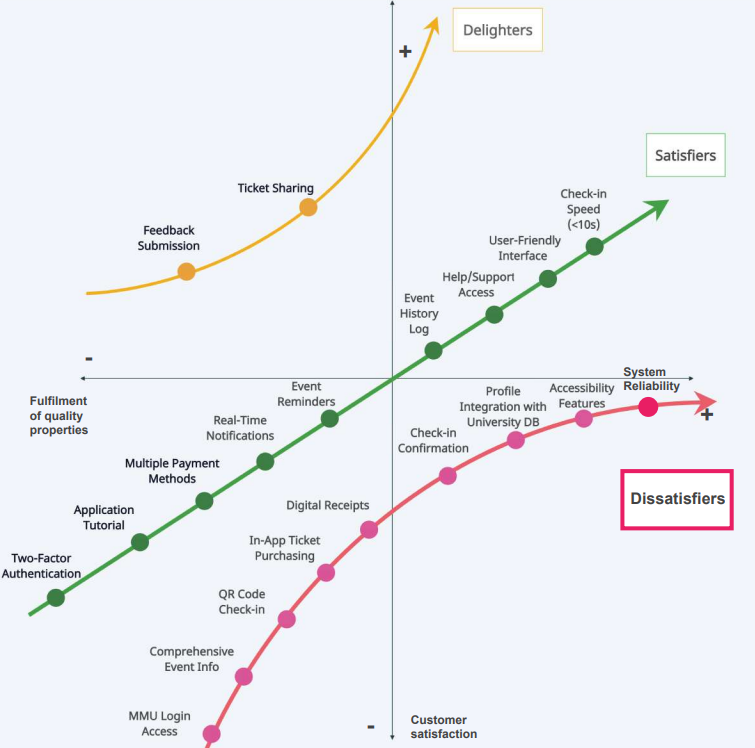 +
Delighters
Satisfiers
Ticket Sharing
Feedback
Submission
Check-in
Speed
(<10s)
User-Friendly
Interface
Help/Support
Access
Event
History
Log
-
Fulfilment
of quality
properties
Event
Reminders
Real-Time
Notifications
Multiple Payment
Methods
Application
Tutorial
Two-Factor
Authentication
System
Reliability
+
Accessibility
Features
Profile
Integration with
University DB
Check-in
Confirmation
Dissatisfiers
Digital Receipts
In-App Ticket
Purchasing
QR Code
Check-in
Comprehensive
Event Info
MMU Login
Access
-
Customer
satisfaction